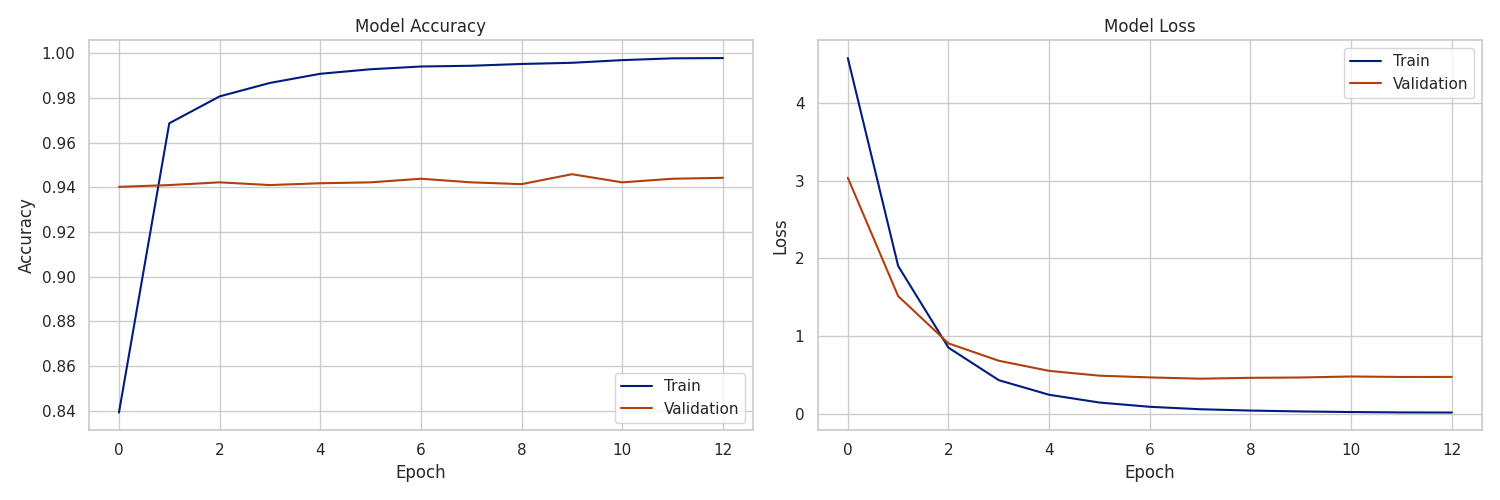 Model Accuracy
1.00
0.98
0.96
0.94
0.92
0.90
0.88
0.86
0.84
Accuracy
0 2 4 6 8 10 12
Epoch
Train
Validation
Model Loss
4
3
2
1
0
Loss
0 2 4 6 8 10 12
Epoch
Train
Validation